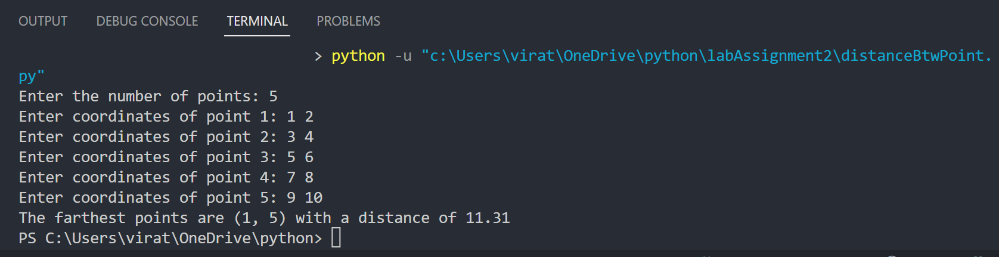 OUTPUT DEBUG CONSOLE TERMINAL PROBLEMS
> python -u "c:\Users\virat\OneDrive\python\labAssignment2\distanceBtwPoint.
py"
Enter the number of points: 5
Enter coordinates of point 1: 1 2
Enter coordinates of point 2: 3 4
Enter coordinates of point 3: 5 6
Enter coordinates of point 4: 7 8
Enter coordinates of point 5: 9 10
The farthest points are (1, 5) with a distance of 11.31
PS C:\Users\virat\OneDrive\python>